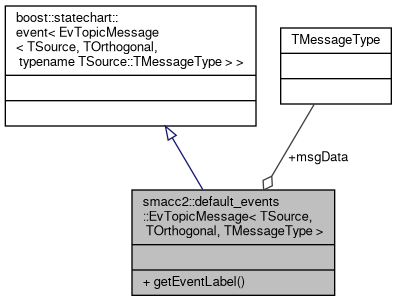 boost::statechart::
event< EvTopicMessage
< TSource, TOrthogonal,
typename TSource::TMessageType > >
TMessageType
+msgData
smacc2::default_events
::EvTopicMessage< TSource,
TOrthogonal, TMessageType >
+ getEventLabel()